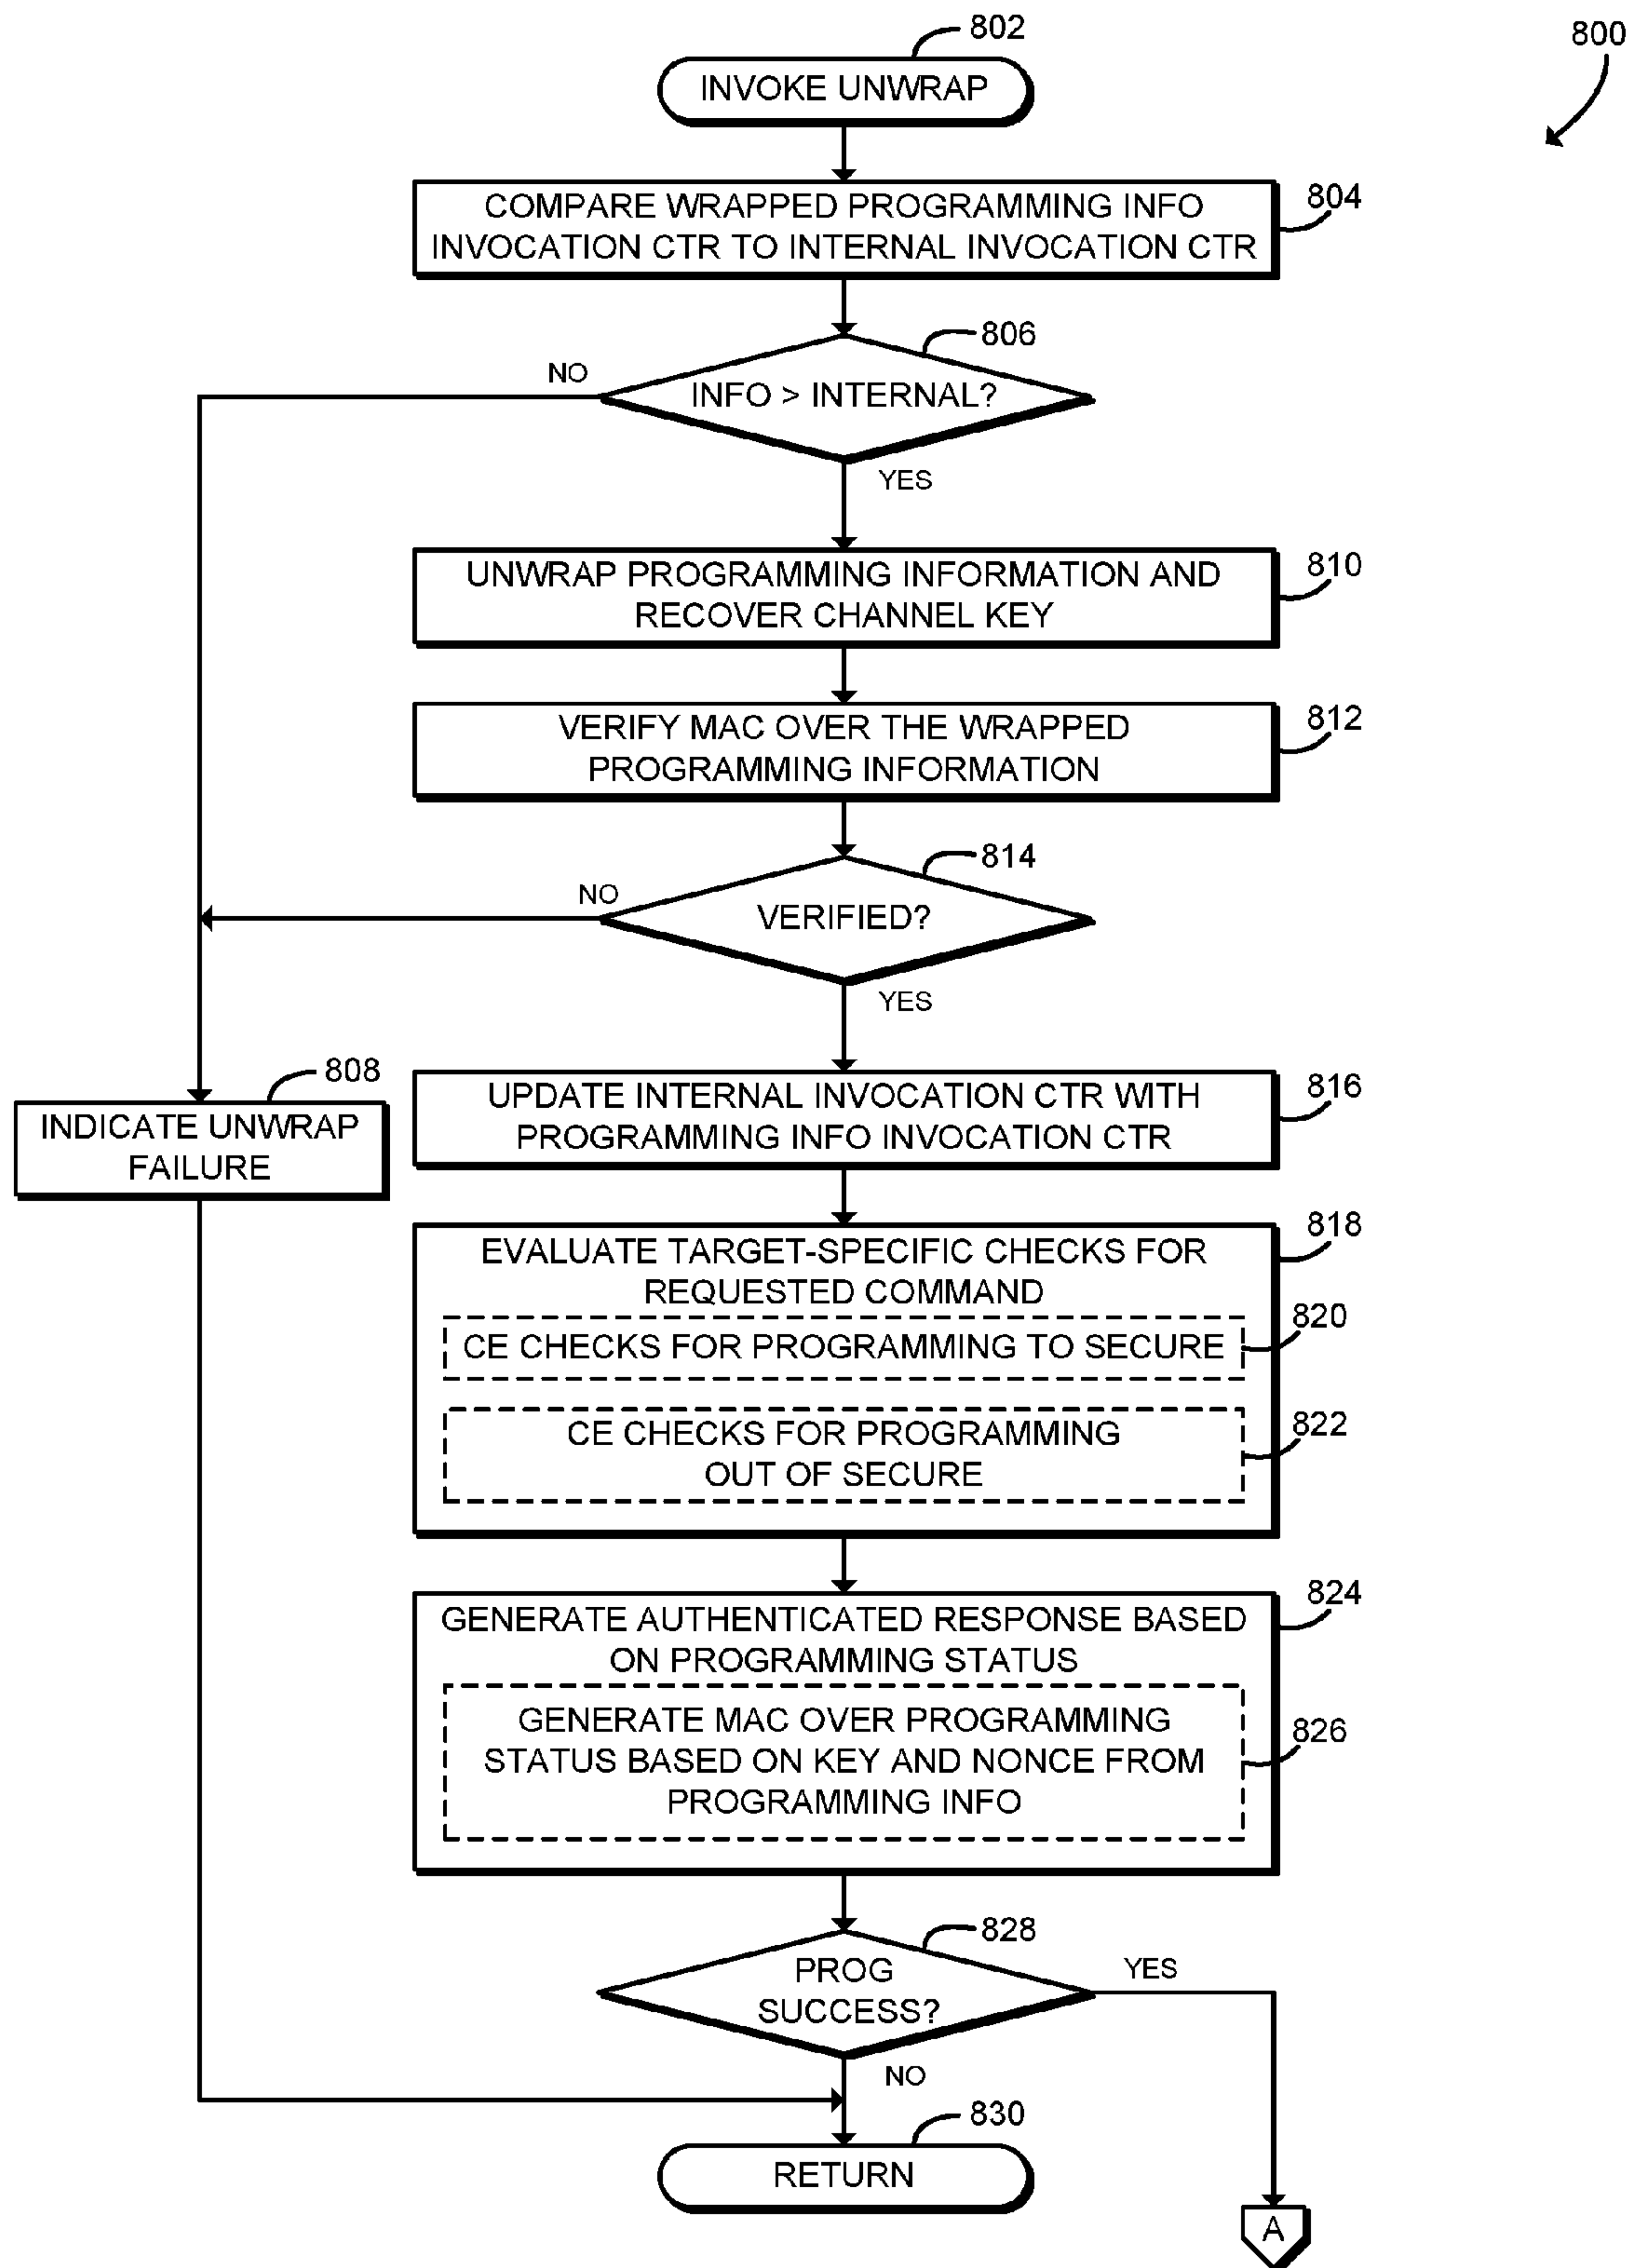 802
800
INVOKE UNWRAP
COMPARE WRAPPED PROGRAMMING INFO
INVOCATION CTR TO INTERNAL INVOCATION CTR
804
806
NO
INFO > INTERNAL?
YES
UNWRAP PROGRAMMING INFORMATION AND
RECOVER CHANNEL KEY
810
VERIFY MAC OVER THE WRAPPED
PROGRAMMING INFORMATION
812
814
NO
VERIFIED?
YES
808
INDICATE UNWRAP
FAILURE
UPDATE INTERNAL INVOCATION CTR WITH
PROGRAMMING INFO INVOCATION CTR
816
EVALUATE TARGET-SPECIFIC CHECKS FOR
REQUESTED COMMAND
818
CE CHECKS FOR PROGRAMMING TO SECURE
820
CE CHECKS FOR PROGRAMMING
OUT OF SECURE
822
GENERATE AUTHENTICATED RESPONSE BASED
ON PROGRAMMING STATUS
824
GENERATE MAC OVER PROGRAMMING
STATUS BASED ON KEY AND NONCE FROM
PROGRAMMING INFO
826
828
PROG
SUCCESS?
YES
NO
830
RETURN
A